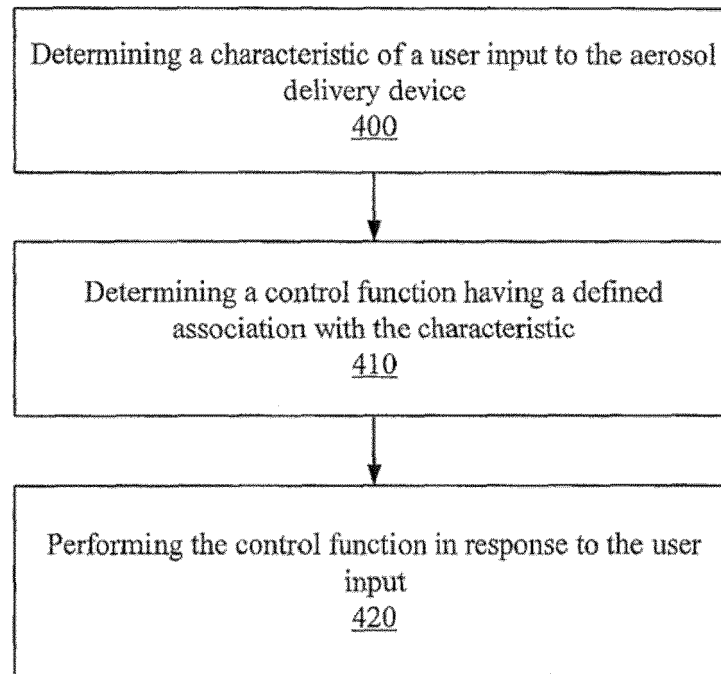 Determining a characteristic of a user input to the aerosol
delivery device
400
Determining a control function having a defined
association with the characteristic
410
Performing the control function in response to the user
input
420